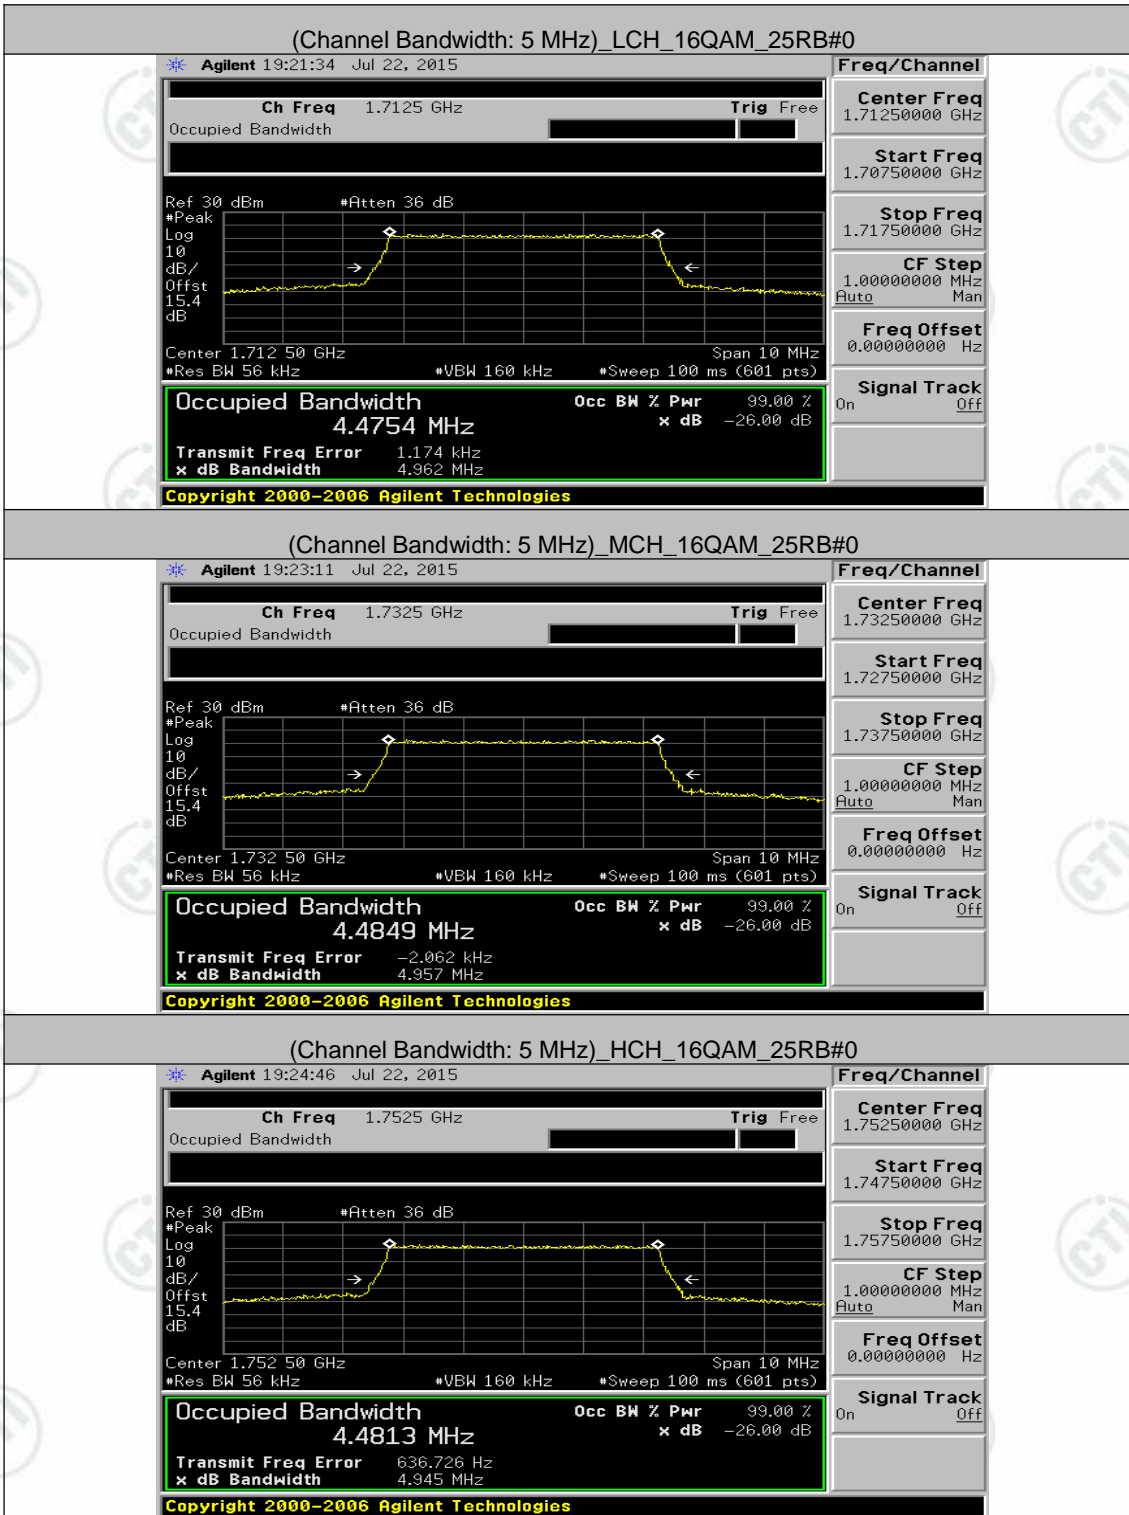 (Channel Bandwidth: 5 MHz)_LCH_16QAM_25RB#0
Agilent 19:21:34 Jul 22, 2015
Freq/Channel
Ch Freq 1.7125 GHz Trig Free
Occupied Bandwidth
Center Freq
1.71250000 GHz
Start Freq
1.70750000 GHz
Stop Freq
1.71750000 GHz
CF Step
1.00000000 MHz
Auto Man
Freq Offset
0.00000000 Hz
Signal Track
On Off
Ref 30 dBm #Atten 36 dB
#Peak
Log
10
dB/
Offst
15.4
dB
Center 1.712 50 GHz Span 10 MHz
#Res BW 56 kHz #VBW 160 kHz #Sweep 100 ms (601 pts)
Occupied Bandwidth Occ BW % Pwr 99.00 %
4.4754 MHz x dB -26.00 dB
Transmit Freq Error 1.174 kHz
x dB Bandwidth 4.962 MHz
Copyright 2000-2006 Agilent Technologies
(Channel Bandwidth: 5 MHz)_MCH_16QAM_25RB#0
Agilent 19:23:11 Jul 22, 2015
Freq/Channel
Ch Freq 1.7325 GHz Trig Free
Occupied Bandwidth
Center Freq
1.73250000 GHz
Start Freq
1.72750000 GHz
Stop Freq
1.73750000 GHz
CF Step
1.00000000 MHz
Auto Man
Freq Offset
0.00000000 Hz
Signal Track
On Off
Ref 30 dBm #Atten 36 dB
#Peak
Log
10
dB/
Offst
15.4
dB
Center 1.732 50 GHz Span 10 MHz
#Res BW 56 kHz #VBW 160 kHz #Sweep 100 ms (601 pts)
Occupied Bandwidth Occ BW % Pwr 99.00 %
4.4849 MHz x dB -26.00 dB
Transmit Freq Error -2.062 kHz
x dB Bandwidth 4.957 MHz
Copyright 2000-2006 Agilent Technologies
(Channel Bandwidth: 5 MHz)_HCH_16QAM_25RB#0
Agilent 19:24:46 Jul 22, 2015
Freq/Channel
Ch Freq 1.7525 GHz Trig Free
Occupied Bandwidth
Center Freq
1.75250000 GHz
Start Freq
1.74750000 GHz
Stop Freq
1.75750000 GHz
CF Step
1.00000000 MHz
Auto Man
Freq Offset
0.00000000 Hz
Signal Track
On Off
Ref 30 dBm #Atten 36 dB
#Peak
Log
10
dB/
Offst
15.4
dB
Center 1.752 50 GHz Span 10 MHz
#Res BW 56 kHz #VBW 160 kHz #Sweep 100 ms (601 pts)
Occupied Bandwidth Occ BW % Pwr 99.00 %
4.4813 MHz x dB -26.00 dB
Transmit Freq Error 636.726 Hz
x dB Bandwidth 4.945 MHz
Copyright 2000-2006 Agilent Technologies